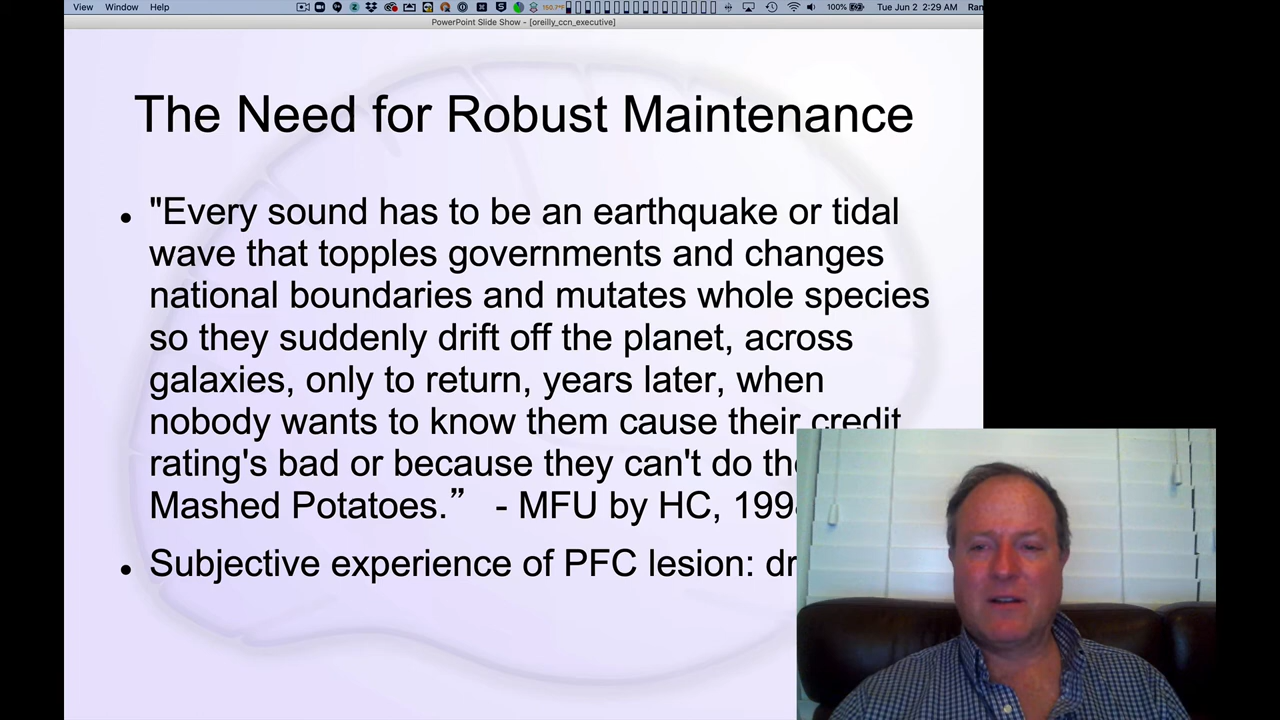 View Window Help 150.7°F 100% Tue Jun 2 2:29 AM Ran
PowerPoint Slide Show - [oreilly_ccn_executive]
The Need for Robust Maintenance
• "Every sound has to be an earthquake or tidal
wave that topples governments and changes
national boundaries and mutates whole species
so they suddenly drift off the planet, across
galaxies, only to return, years later, when
nobody wants to know them cause their credit
rating's bad or because they can't do the
Mashed Potatoes.” - MFU by HC, 199
• Subjective experience of PFC lesion: